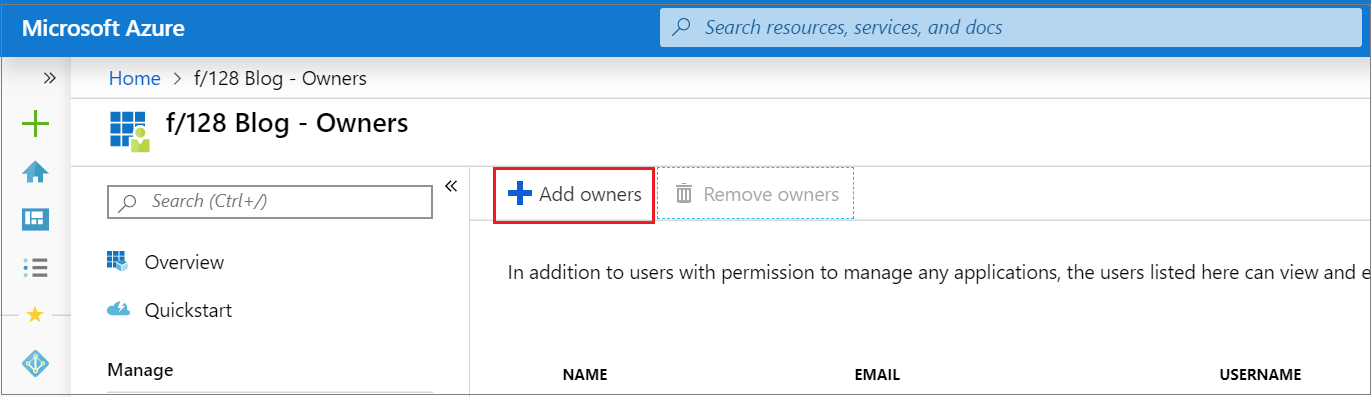 Microsoft Azure
Search resources, services, and docs
Home > f/128 Blog - Owners
f/128 Blog - Owners
Search (Ctrl+/)
Overview
Quickstart
Manage
Add owners
Remove owners
In addition to users with permission to manage any applications, the users listed here can view and e
NAME EMAIL USERNAME